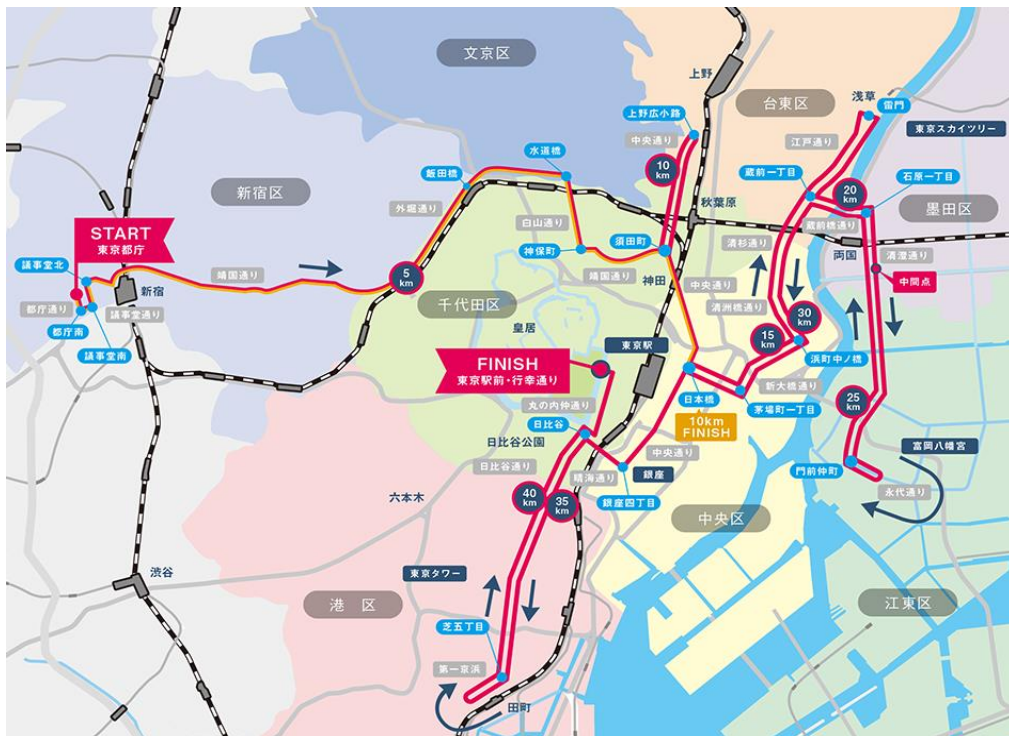 文京区
上野
上野広小路
中央通り
10
km
台東区
浅草
雷門
東京スカイツリー
江戸通り
水道橋
飯田橋
蔵前一丁目
20
km
石原一丁目
新宿区
外堀通り
白山通り
秋葉原
蔵前橋通り
墨田区
START
東京都庁
神保町
須田町
清杉通り
両国
清澄通り
議事堂北
靖国通り
5
km
靖国通り
神田
中央通り
中間点
新宿
千代田区
清洲橋通り
都庁通り
議事堂通り
皇居
30
km
都庁南
東京駅
15
km
浜町中ノ橋
議事堂南
FINISH
東京駅前・行幸通り
日本橋
新大橋通り
茅場町一丁目
25
km
丸の内仲通り
10km
FINISH
日比谷
日比谷公園
中央通り
富岡八幡宮
日比谷通り
晴海通り
銀座
門前仲町
六本木
40
km
35
km
銀座四丁目
永代通り
中央区
東京タワー
渋谷
港 区
江東区
芝五丁目
第一京浜
田町